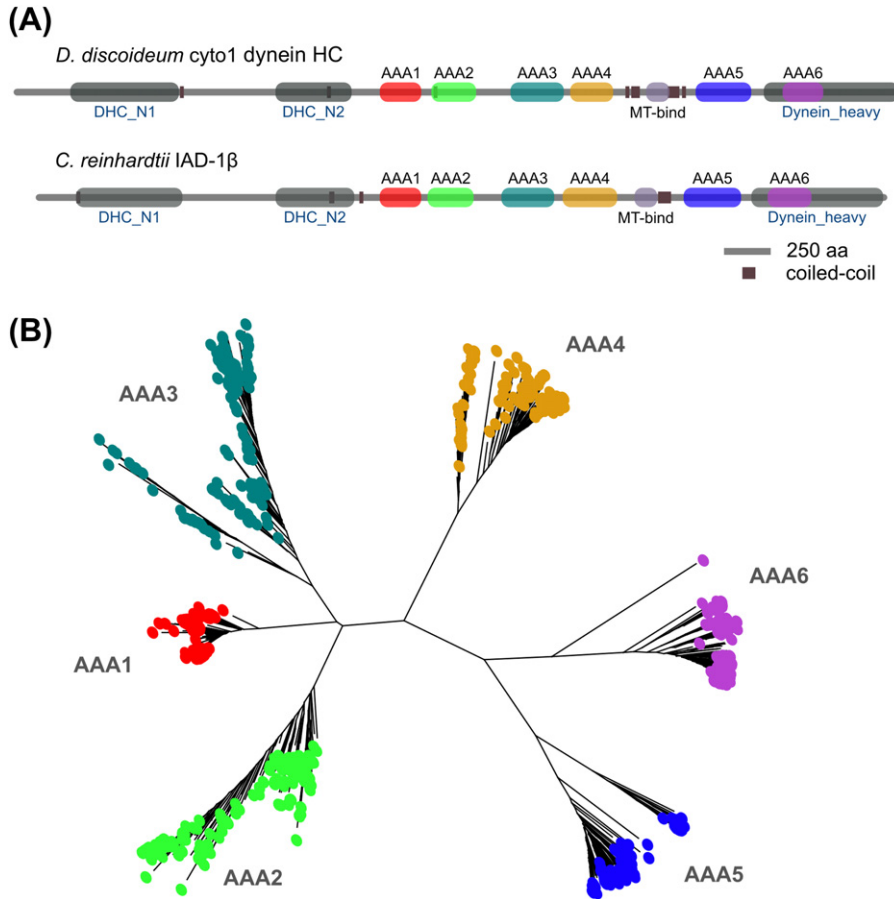 (A)
D. discoideum cyto1 dynein HC
AAA1 AAA2 AAA3 AAA4 AAA5 AAA6
DHC_N1 DHC_N2 MT-bind Dynein_heavy
C. reinhardtii IAD-1β
AAA1 AAA2 AAA3 AAA4 AAA5 AAA6
DHC_N1 DHC_N2 MT-bind Dynein_heavy
250 aa
coiled-coil
(B)
AAA4
AAA3
AAA6
AAA1
AAA2
AAA5